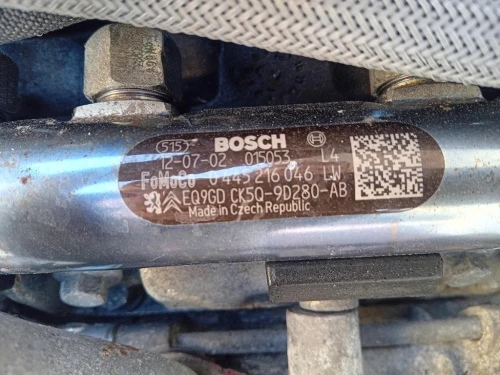 515 BOSCH
12-07-02 015053 L4
FoMoCo 0 445 216 046 LW
EQ9GD CK5Q-9D280-AB
Made in Czech Republic